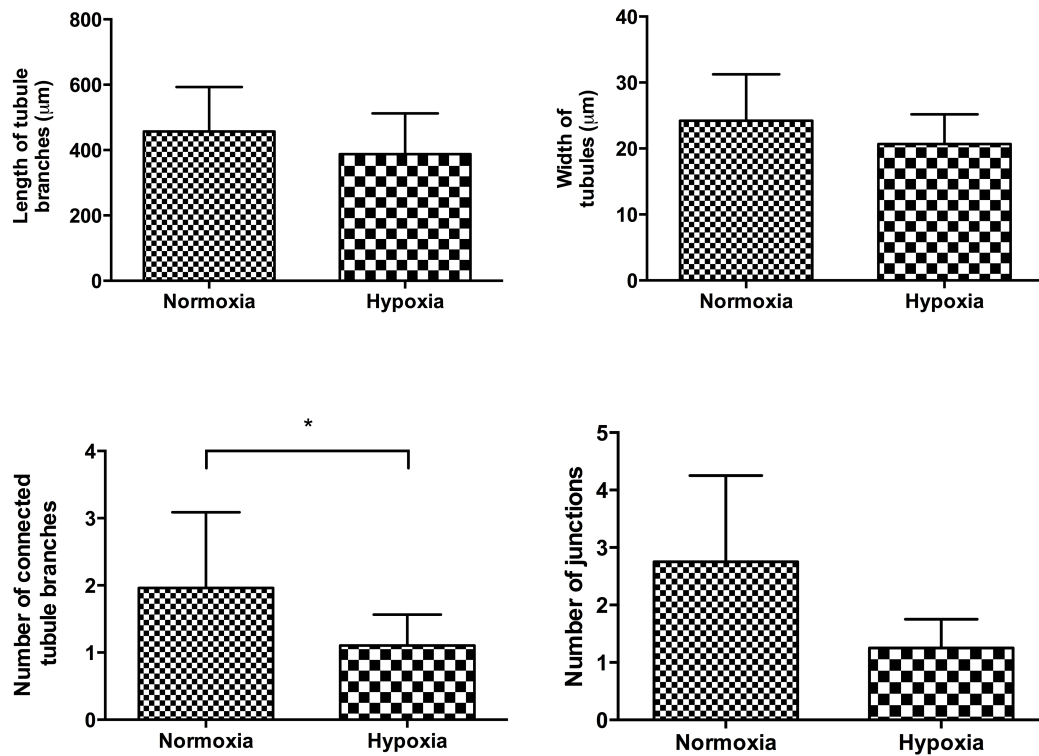 Length of tubule
branches (μm)
800
600
400
200
0
Normoxia Hypoxia
Width of
tubules (μm)
40
30
20
10
0
Normoxia Hypoxia
Number of connected
tubule branches
*
4
3
2
1
0
Normoxia Hypoxia
Number of junctions
5
4
3
2
1
0
Normoxia Hypoxia